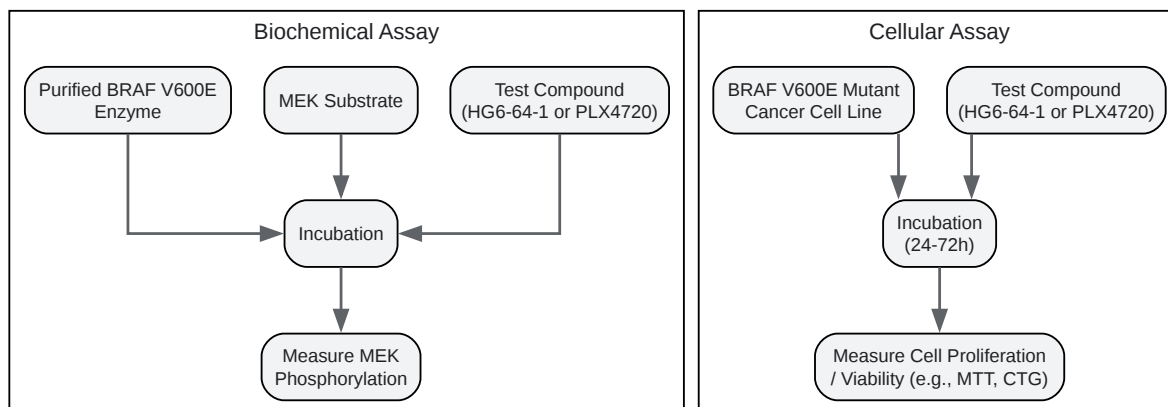 Biochemical Assay
Purified BRAF V600E
Enzyme
MEK Substrate
Test Compound
(HG6-64-1 or PLX4720)
Incubation
Measure MEK
Phosphorylation
Cellular Assay
BRAF V600E Mutant
Cancer Cell Line
Test Compound
(HG6-64-1 or PLX4720)
Incubation
(24-72h)
Measure Cell Proliferation
/ Viability (e.g., MTT, CTG)